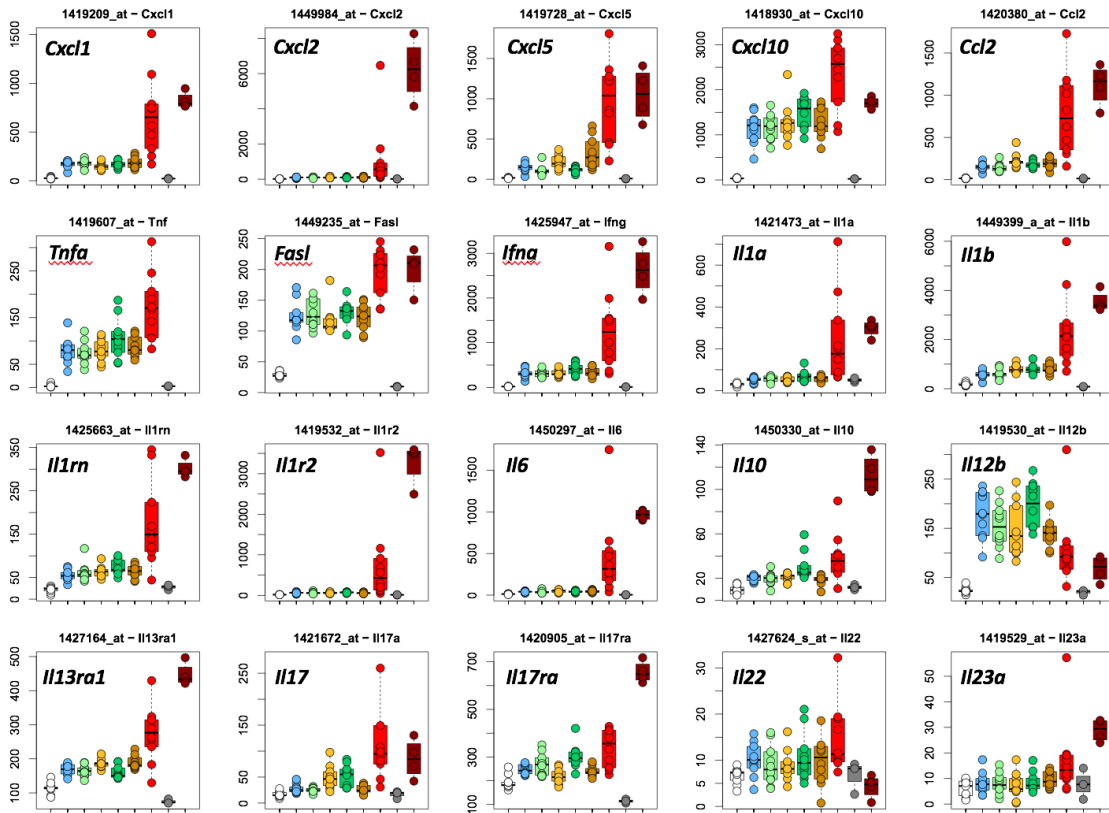 1419209_at − Cxcl1
Cxcl1
1500
1000
500
0
1449984_at − Cxcl2
Cxcl2
6000
4000
2000
0
1419728_at − Cxcl5
Cxcl5
1500
1000
500
0
1418930_at − Cxcl10
Cxcl10
3000
2000
1000
0
1420380_at − Ccl2
Ccl2
1500
1000
500
0
1419607_at − Tnf
Tnfa
250
150
100
50
0
1449235_at − Fasl
Fasl
250
200
150
100
50
0
1425947_at − Ifng
Ifna
3000
2000
1000
0
1421473_at − Il1a
Il1a
600
400
200
0
1449399_a_at − Il1b
Il1b
6000
4000
2000
0
1425663_at − Il1rn
Il1rn
350
250
150
50
0
1419532_at − Il1r2
Il1r2
3000
2000
1000
0
1450297_at − Il6
Il6
1500
1000
500
0
1450330_at − Il10
Il10
140
100
60
40
20
0
1419530_at − Il12b
Il12b
250
150
50
1427164_at − Il13ra1
Il13ra1
500
400
300
200
100
1421672_at − Il17a
Il17
250
150
100
50
0
1420905_at − Il17ra
Il17ra
700
500
300
100
1427624_s_at − Il22
Il22
30
20
10
5
0
1419529_at − Il23a
Il23a
50
40
30
20
10
0